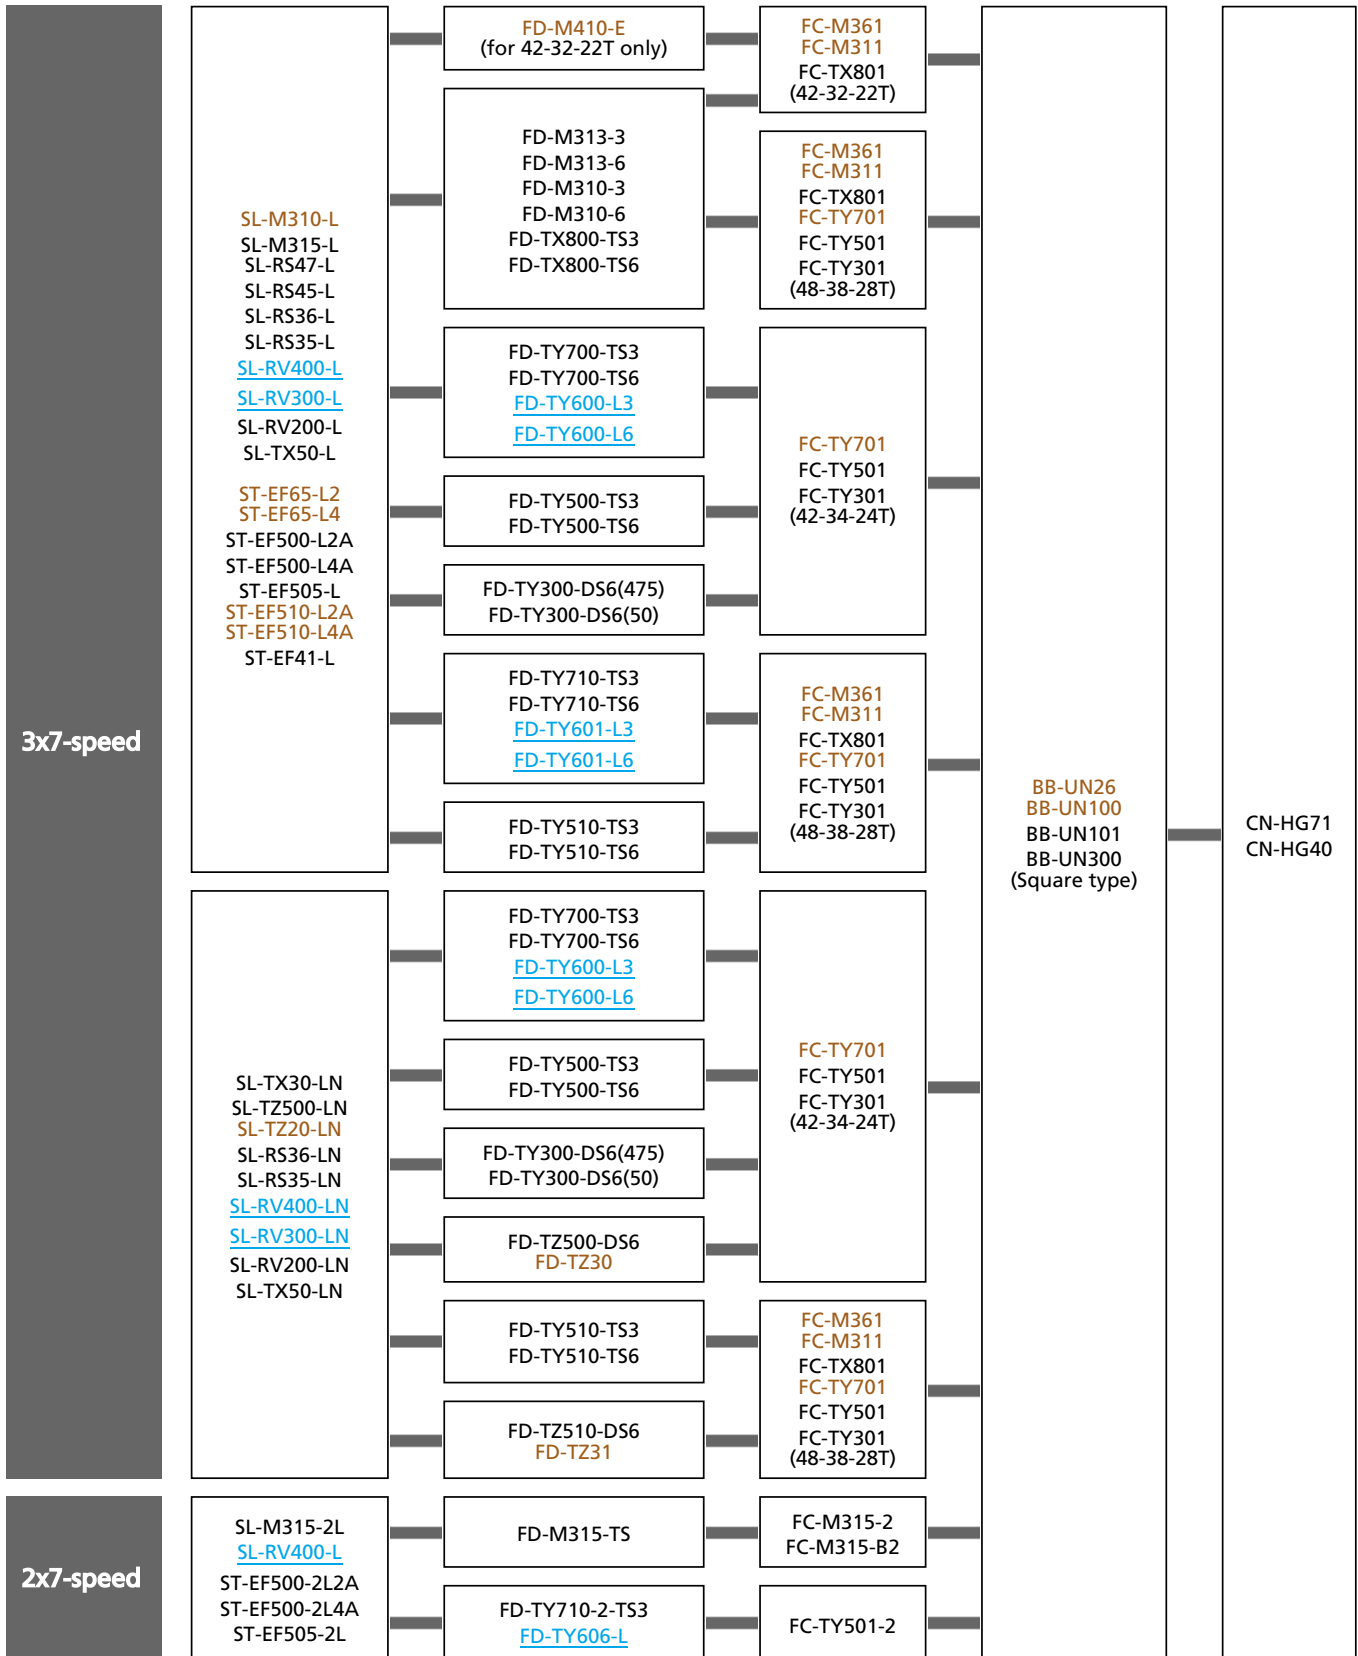 3x7-speed
SL-M310-L
SL-M315-L
SL-RS47-L
SL-RS45-L
SL-RS36-L
SL-RS35-L
SL-RV400-L
SL-RV300-L
SL-RV200-L
SL-TX50-L
ST-EF65-L2
ST-EF65-L4
ST-EF500-L2A
ST-EF500-L4A
ST-EF505-L
ST-EF510-L2A
ST-EF510-L4A
ST-EF41-L
FD-M410-E
(for 42-32-22T only)
FD-M313-3
FD-M313-6
FD-M310-3
FD-M310-6
FD-TX800-TS3
FD-TX800-TS6
FD-TY700-TS3
FD-TY700-TS6
FD-TY600-L3
FD-TY600-L6
FD-TY500-TS3
FD-TY500-TS6
FD-TY300-DS6(475)
FD-TY300-DS6(50)
FD-TY710-TS3
FD-TY710-TS6
FD-TY601-L3
FD-TY601-L6
FD-TY510-TS3
FD-TY510-TS6
FC-M361
FC-M311
FC-TX801
(42-32-22T)
FC-M361
FC-M311
FC-TX801
FC-TY701
FC-TY501
FC-TY301
(48-38-28T)
FC-TY701
FC-TY501
FC-TY301
(42-34-24T)
FC-M361
FC-M311
FC-TX801
FC-TY701
FC-TY501
FC-TY301
(48-38-28T)
SL-TX30-LN
SL-TZ500-LN
SL-TZ20-LN
SL-RS36-LN
SL-RS35-LN
SL-RV400-LN
SL-RV300-LN
SL-RV200-LN
SL-TX50-LN
FD-TY700-TS3
FD-TY700-TS6
FD-TY600-L3
FD-TY600-L6
FD-TY500-TS3
FD-TY500-TS6
FD-TY300-DS6(475)
FD-TY300-DS6(50)
FD-TZ500-DS6
FD-TZ30
FD-TY510-TS3
FD-TY510-TS6
FD-TZ510-DS6
FD-TZ31
FC-TY701
FC-TY501
FC-TY301
(42-34-24T)
FC-M361
FC-M311
FC-TX801
FC-TY701
FC-TY501
FC-TY301
(48-38-28T)
2x7-speed
SL-M315-2L
SL-RV400-L
ST-EF500-2L2A
ST-EF500-2L4A
ST-EF505-2L
FD-M315-TS
FD-TY710-2-TS3
FD-TY606-L
FC-M315-2
FC-M315-B2
FC-TY501-2
BB-UN26
BB-UN100
BB-UN101
BB-UN300
(Square type)
CN-HG71
CN-HG40